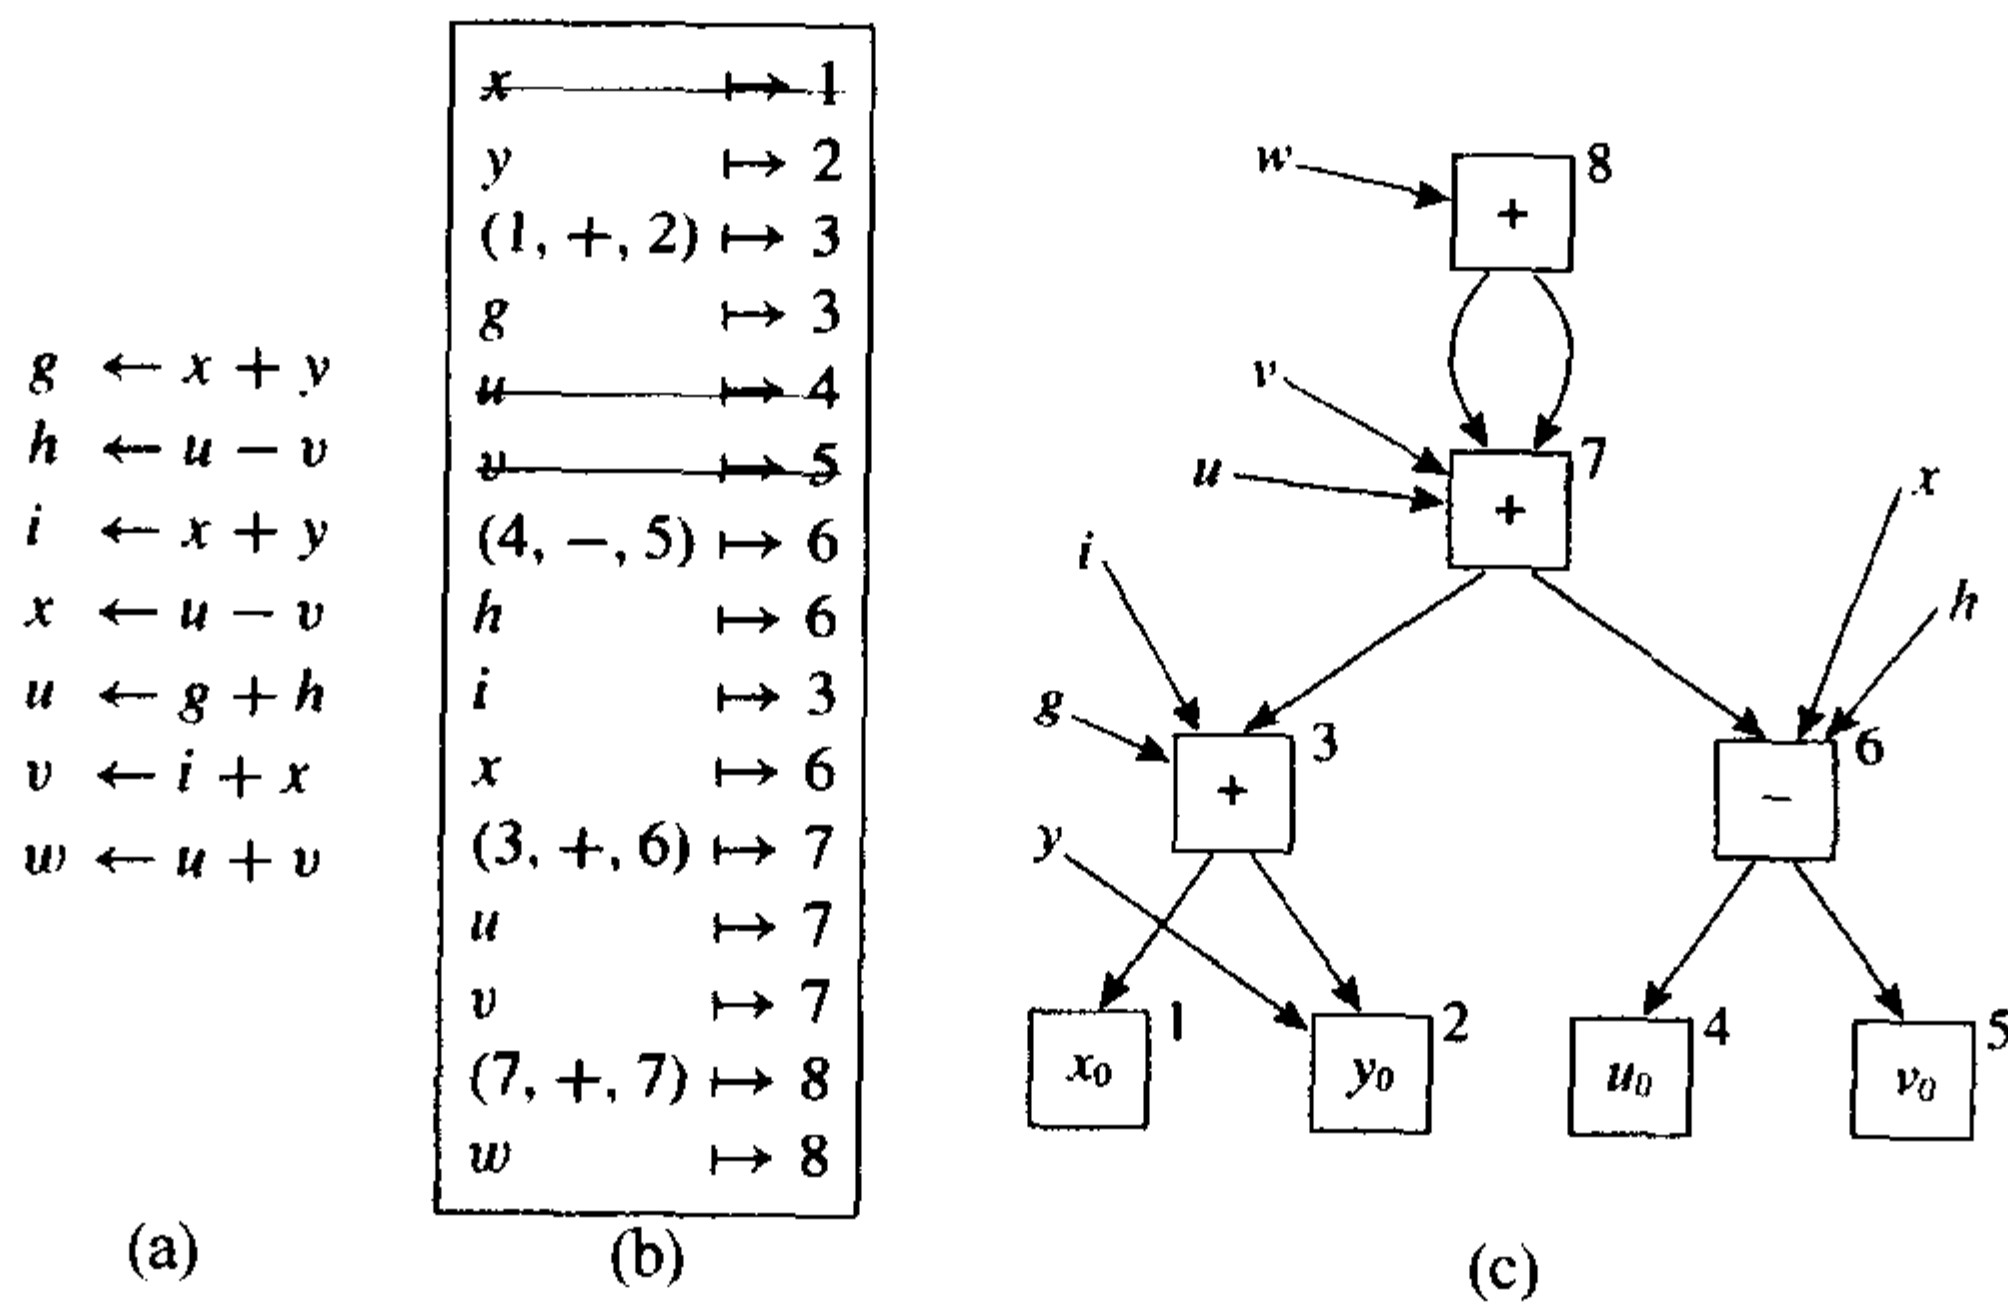 g ← x + y
h ← u − v
i ← x + y
x ← u − v
u ← g + h
v ← i + x
w ← u + v
(a)
x ↦ 1
y ↦ 2
(1, +, 2) ↦ 3
g ↦ 3
u ↦ 4
v ↦ 5
(4, −, 5) ↦ 6
h ↦ 6
i ↦ 3
x ↦ 6
(3, +, 6) ↦ 7
u ↦ 7
v ↦ 7
(7, +, 7) ↦ 8
w ↦ 8
(b)
w
+
8
v
u
+
7
i
x
h
g
+
3
−
6
y
x₀
1
y₀
2
u₀
4
v₀
5
(c)